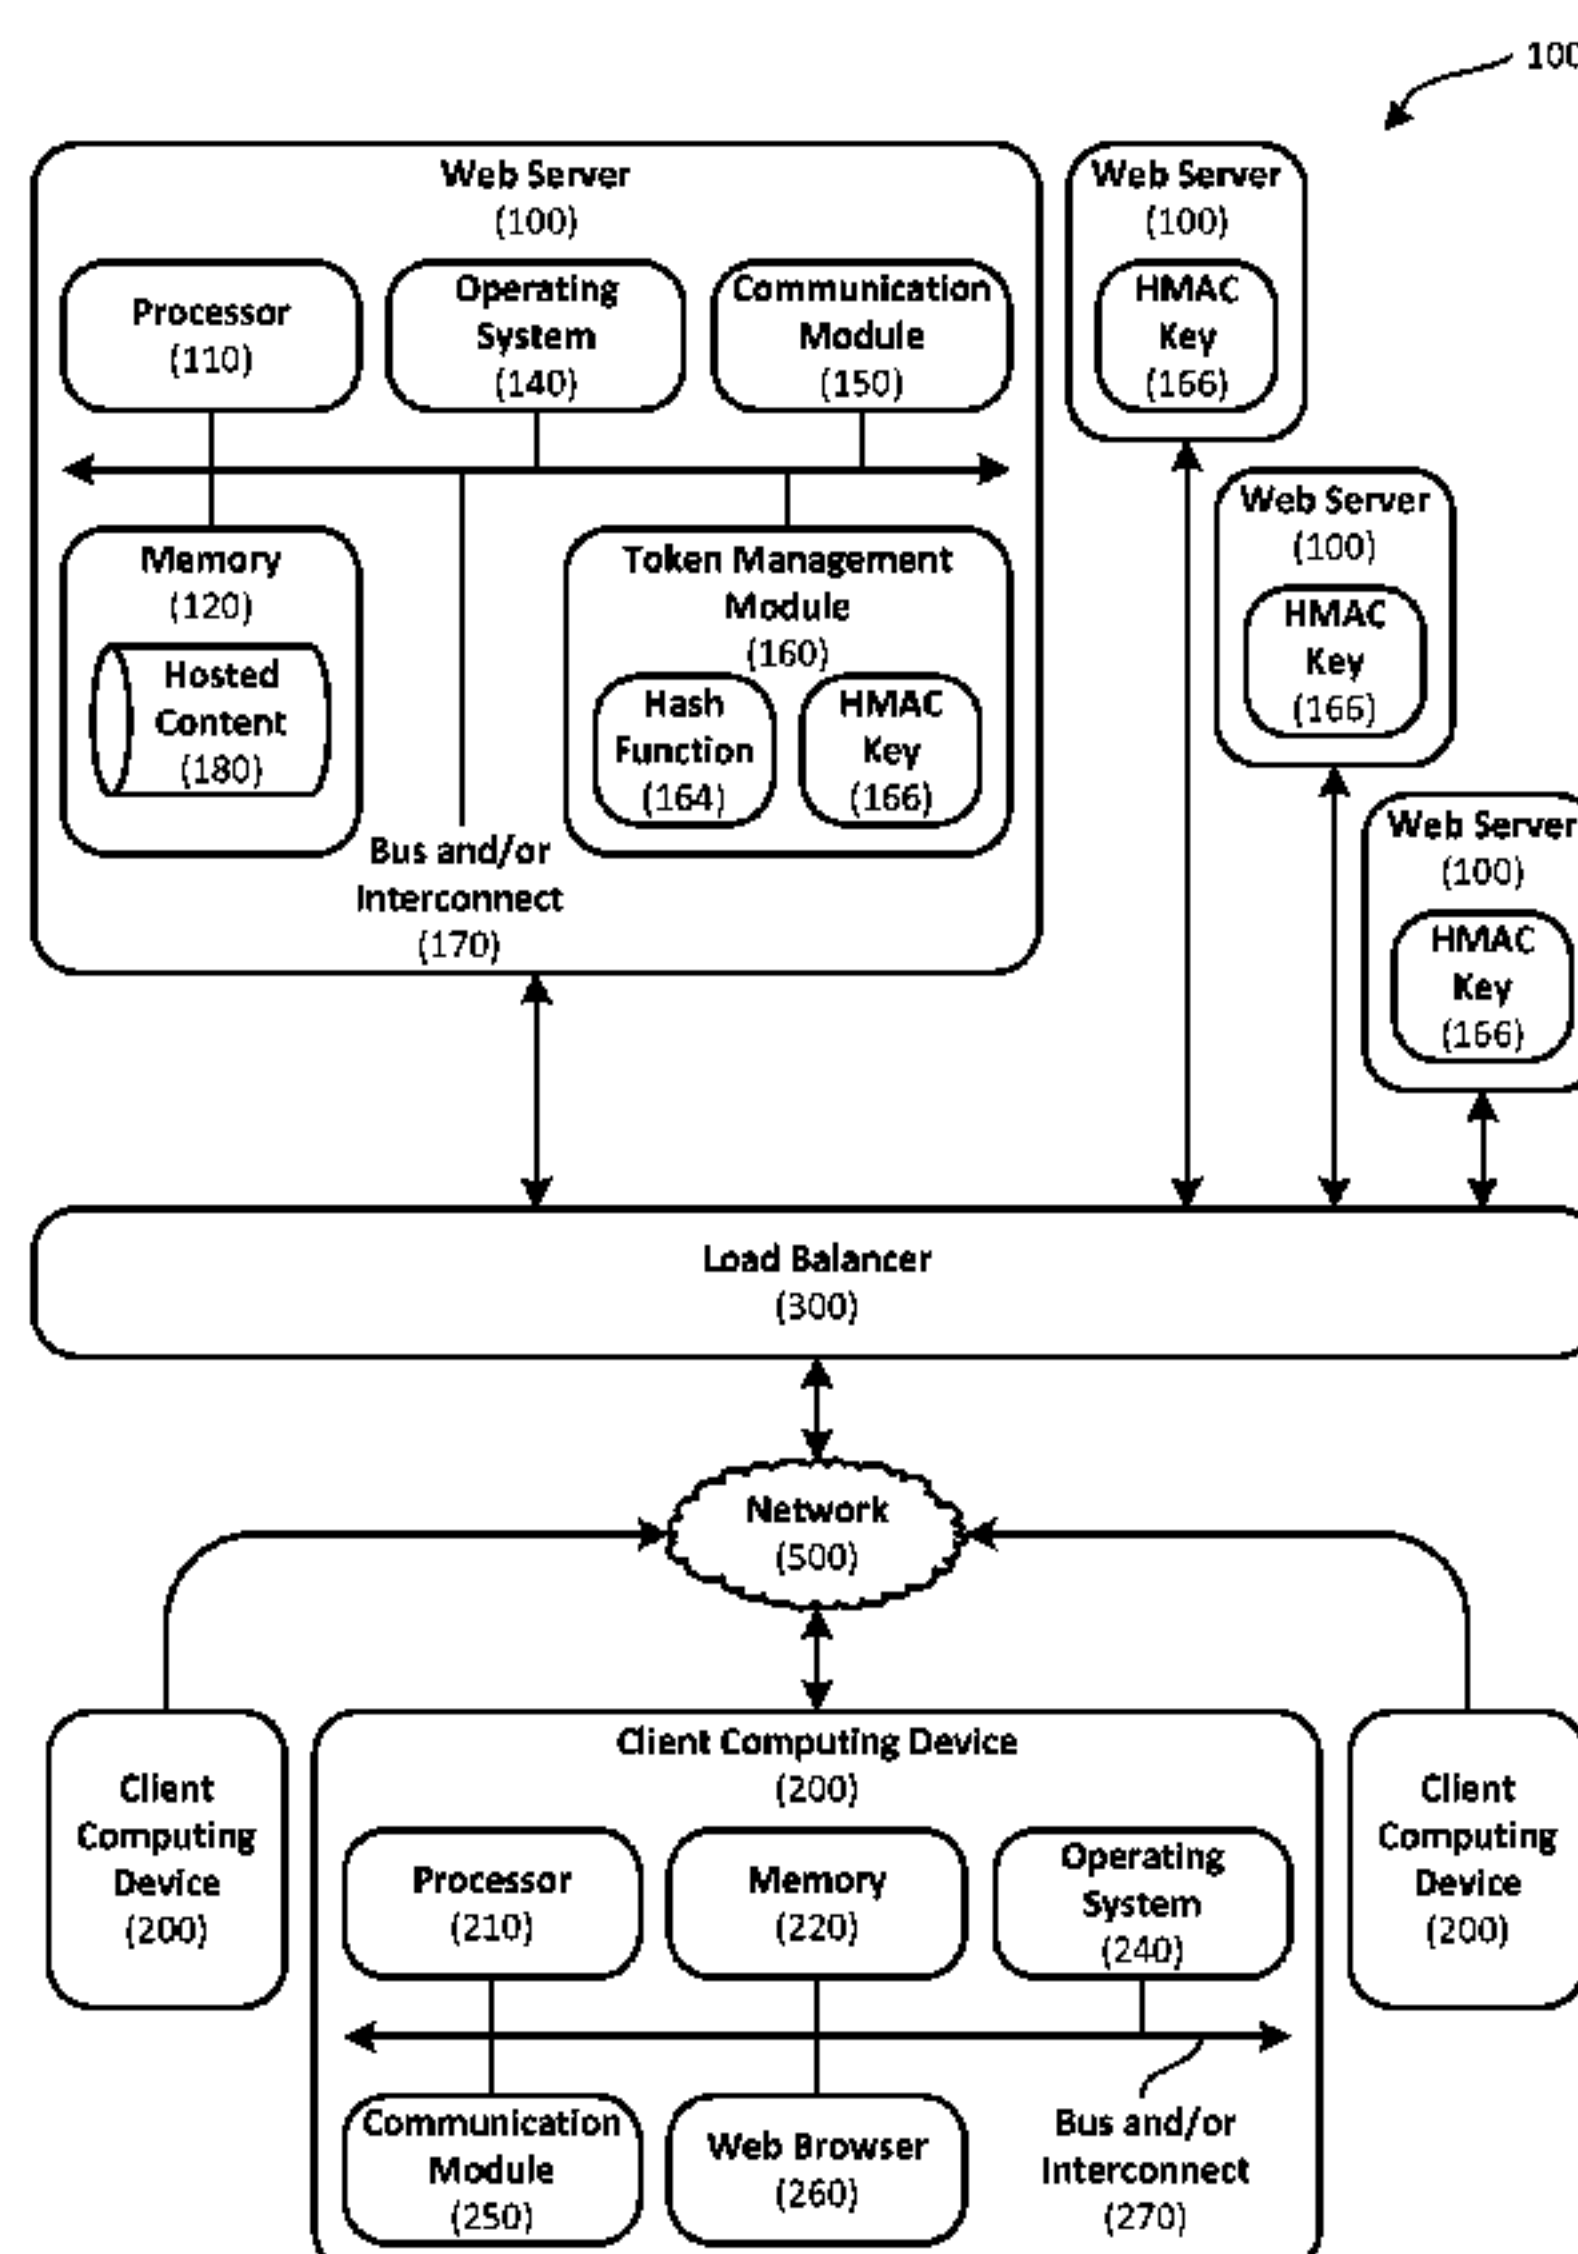 100
Web Server
(100)
Processor
(110)
Operating
System
(140)
Communication
Module
(150)
Memory
(120)
Hosted
Content
(180)
Token Management
Module
(160)
Hash
Function
(164)
HMAC
Key
(166)
Bus and/or
Interconnect
(170)
Web Server
(100)
HMAC
Key
(166)
Web Server
(100)
HMAC
Key
(166)
Web Server
(100)
HMAC
Key
(166)
Load Balancer
(300)
Network
(500)
Client
Computing
Device
(200)
Client Computing Device
(200)
Processor
(210)
Memory
(220)
Operating
System
(240)
Communication
Module
(250)
Web Browser
(260)
Bus and/or
Interconnect
(270)
Client
Computing
Device
(200)